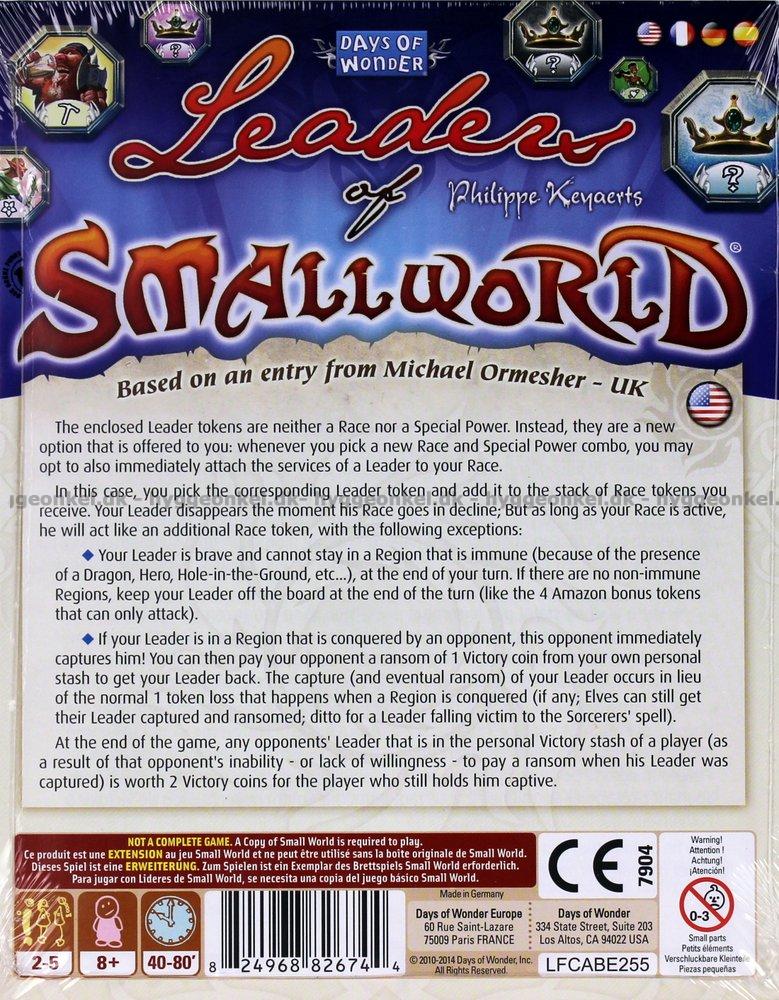 DAYS OF
WONDER
Leaders
of
Philippe Keyaerts
SMALLWORLD®
Based on an entry from Michael Ormesher - UK
The enclosed Leader tokens are neither a Race nor a Special Power. Instead, they are a new
option that is offered to you: whenever you pick a new Race and Special Power combo, you may
opt to also immediately attach the services of a Leader to your Race.
In this case, you pick the corresponding Leader token and add it to the stack of Race tokens you
receive. Your Leader disappears the moment his Race goes in decline; But as long as your Race is active,
he will act like an additional Race token, with the following exceptions:
◆ Your Leader is brave and cannot stay in a Region that is immune (because of the presence
of a Dragon, Hero, Hole-in-the-Ground, etc...), at the end of your turn. If there are no non-immune
Regions, keep your Leader off the board at the end of the turn (like the 4 Amazon bonus tokens
that can only attack).
◆ If your Leader is in a Region that is conquered by an opponent, this opponent immediately
captures him! You can then pay your opponent a ransom of 1 Victory coin from your own personal
stash to get your Leader back. The capture (and eventual ransom) of your Leader occurs in lieu
of the normal 1 token loss that happens when a Region is conquered (if any; Elves can still get
their Leader captured and ransomed; ditto for a Leader falling victim to the Sorcerers' spell).
At the end of the game, any opponents' Leader that is in the personal Victory stash of a player (as
a result of that opponent's inability - or lack of willingness - to pay a ransom when his Leader was
captured) is worth 2 Victory coins for the player who still holds him captive.
hyggeonkel.dk - hyggeonkel.dk - hyggeonkel.dk - hyggeonkel.dk
NOT A COMPLETE GAME. A Copy of Small World is required to play.
Ce produit est une EXTENSION au jeu Small World et ne peut être utilisé sans la boîte originale de Small World.
Dieses Spiel ist eine ERWEITERUNG. Zum Spielen ist ein Exemplar des Brettspiels Small World erforderlich.
Para jugar con Lideres de Small World, se necesita una copia del juego básico Small World.
2-5
8+
40-80'
8 24968 82674 4
Made in Germany
Days of Wonder Europe
60 Rue Saint-Lazare
75009 Paris FRANCE
Days of Wonder
334 State Street, Suite 203
Los Altos, CA 94022 USA
© 2010-2014 Days of Wonder, Inc.
All Rights Reserved.
LFCABE255
CE
7904
Warning!
Attention !
Achtung!
¡Atención!
0-3
Small parts
Petits éléments
Verschluckbare Kleinteile
Piezas pequeñas